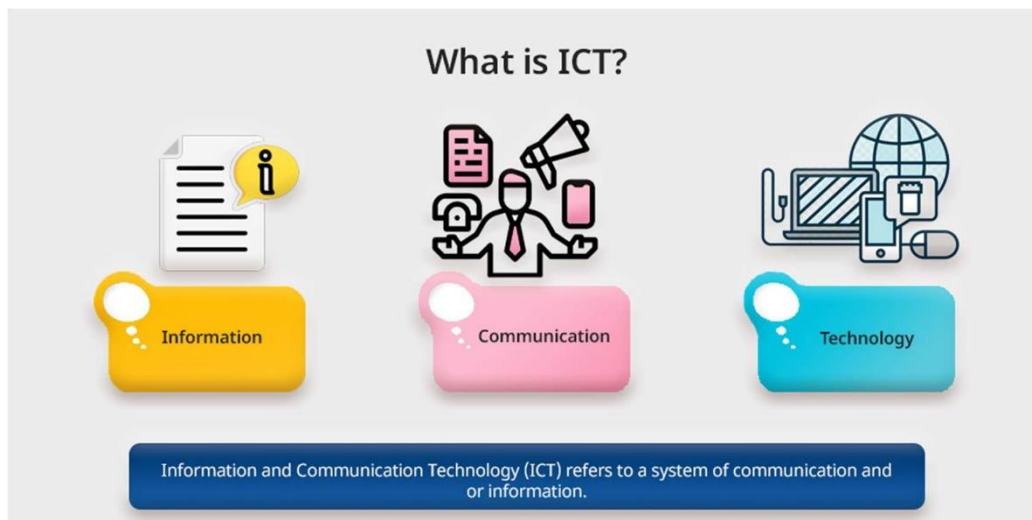 What is ICT?
i
Information
Communication
Technology
Information and Communication Technology (ICT) refers to a system of communication and
or information.